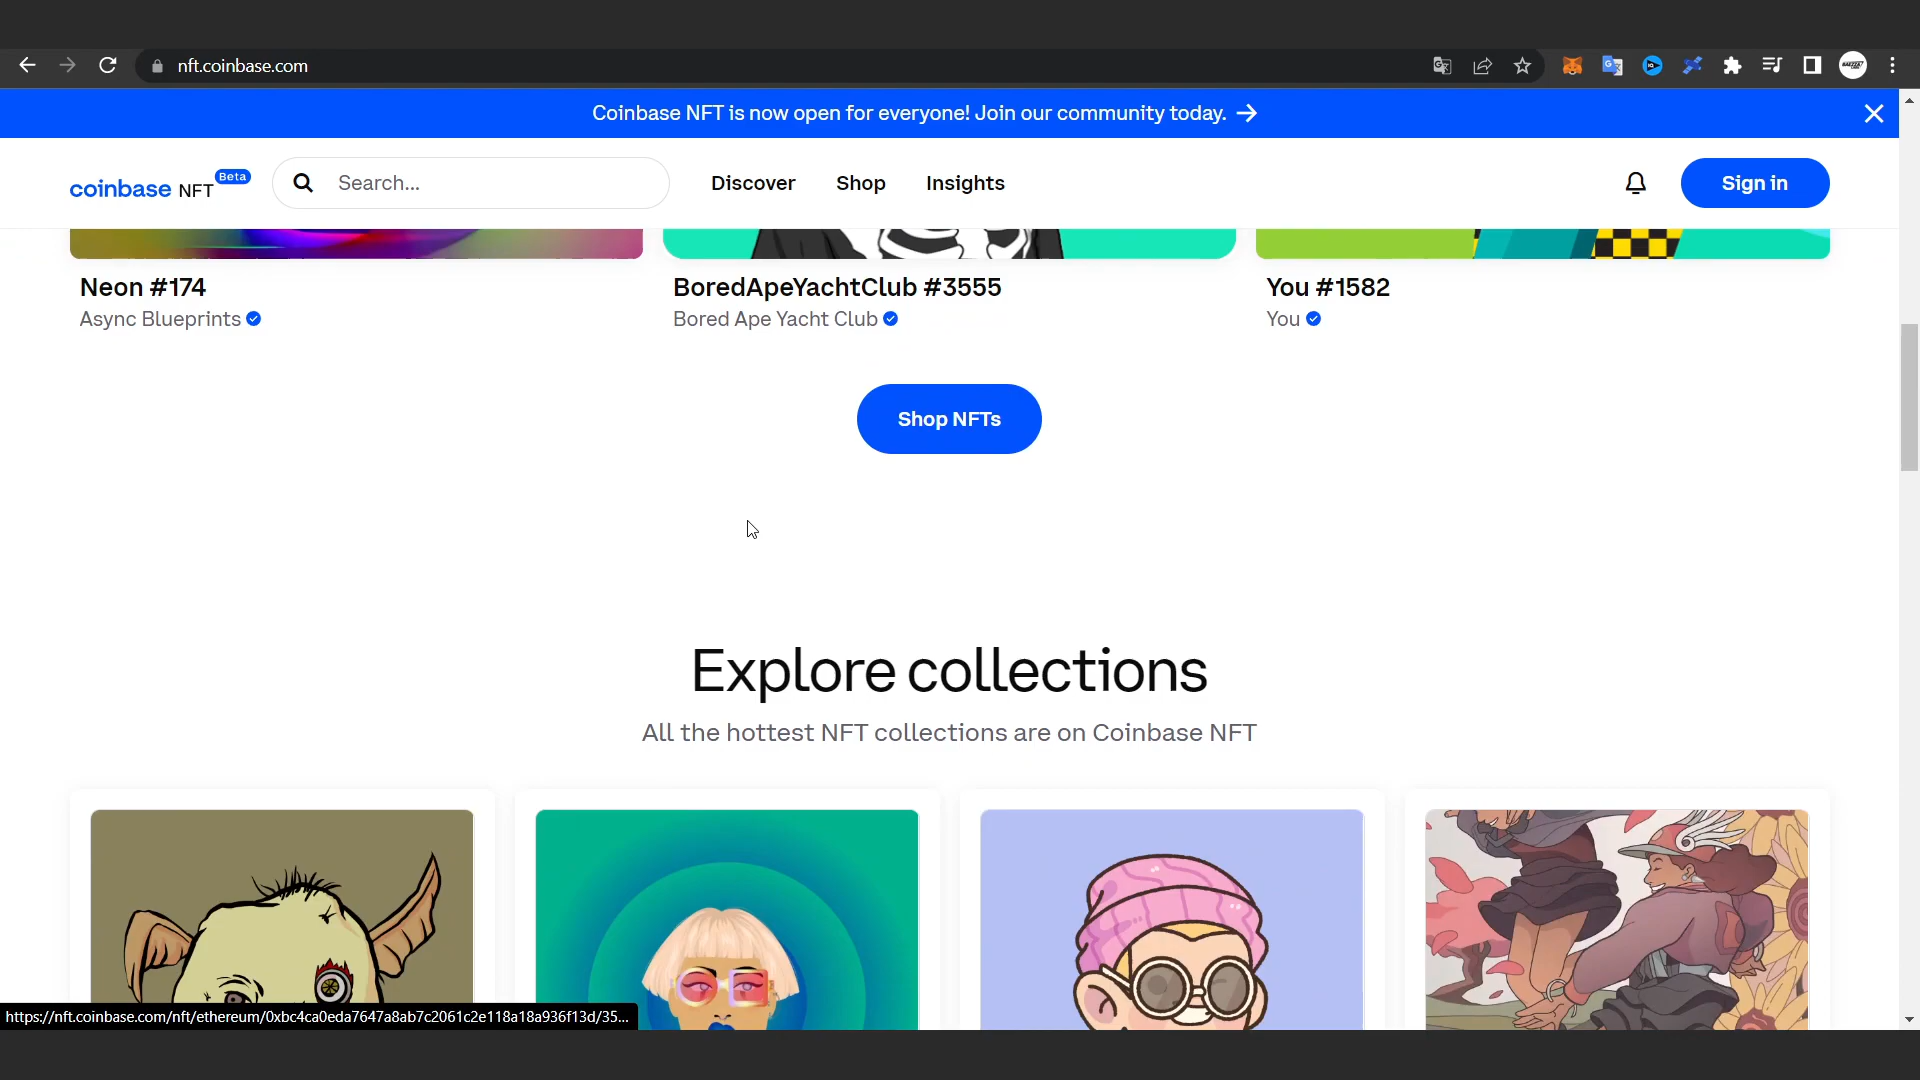 nft.coinbase.com
Coinbase NFT is now open for everyone! Join our community today. →
coinbase NFT Beta
Search...
Discover
Shop
Insights
Sign in
Neon #174
Async Blueprints
BoredApeYachtClub #3555
Bored Ape Yacht Club
You #1582
You
Shop NFTs
Explore collections
All the hottest NFT collections are on Coinbase NFT
https://nft.coinbase.com/nft/ethereum/0xbc4ca0eda7647a8ab7c2061c2e118a18a936f13d/35...